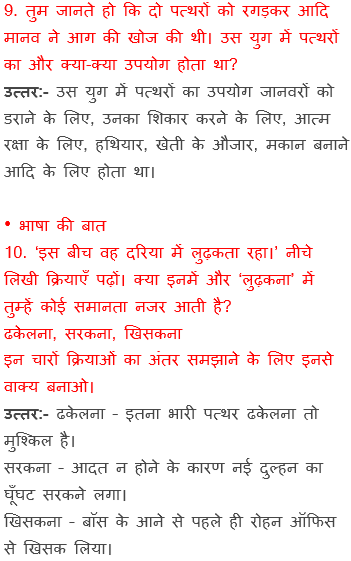 9. तुम जानते हो कि दो पत्थरों को रगड़कर आदि
मानव ने आग की खोज की थी। उस युग में पत्थरों
का और क्या-क्या उपयोग होता था?
उत्तर:- उस युग में पत्थरों का उपयोग जानवरों को
डराने के लिए, उनका शिकार करने के लिए, आत्म
रक्षा के लिए, हथियार, खेती के औजार, मकान बनाने
आदि के लिए होता था।
• भाषा की बात
10. ‘इस बीच वह दरिया में लुढ़कता रहा।’ नीचे
लिखी क्रियाएँ पढ़ों। क्या इनमें और ‘लुढ़कना’ में
तुम्हें कोई समानता नजर आती है?
ढकेलना, सरकना, खिसकना
इन चारों क्रियाओं का अंतर समझाने के लिए इनसे
वाक्य बनाओ।
उत्तर:- ढकेलना - इतना भारी पत्थर ढकेलना तो
मुश्किल है।
सरकना - आदत न होने के कारण नई दुल्हन का
घूँघट सरकने लगा।
खिसकना - बॉस के आने से पहले ही रोहन ऑफिस
से खिसक लिया।